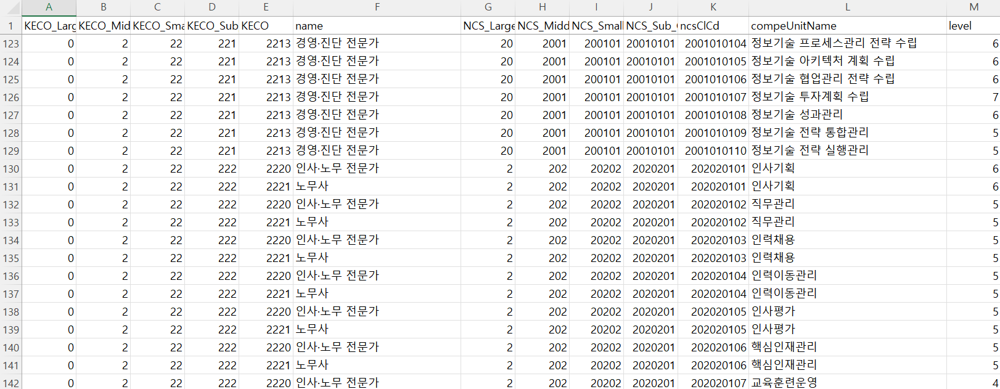 A B C D E F G H I J K L M
1 KECO_Larg KECO_Mid KECO_Sma KECO_Sub KECO name NCS_Large NCS_Midd NCS_Small NCS_Sub_ ncsClCd compeUnitName level
123 0 2 22 221 2213 경영·진단 전문가 20 2001 200101 20010101 2001010104 정보기술 프로세스관리 전략 수립 6
124 0 2 22 221 2213 경영·진단 전문가 20 2001 200101 20010101 2001010105 정보기술 아키텍처 계획 수립 6
125 0 2 22 221 2213 경영·진단 전문가 20 2001 200101 20010101 2001010106 정보기술 협업관리 전략 수립 6
126 0 2 22 221 2213 경영·진단 전문가 20 2001 200101 20010101 2001010107 정보기술 투자계획 수립 7
127 0 2 22 221 2213 경영·진단 전문가 20 2001 200101 20010101 2001010108 정보기술 성과관리 6
128 0 2 22 221 2213 경영·진단 전문가 20 2001 200101 20010101 2001010109 정보기술 전략 통합관리 5
129 0 2 22 221 2213 경영·진단 전문가 20 2001 200101 20010101 2001010110 정보기술 전략 실행관리 5
130 0 2 22 222 2220 인사·노무 전문가 2 202 20202 2020201 202020101 인사기획 6
131 0 2 22 222 2221 노무사 2 202 20202 2020201 202020101 인사기획 6
132 0 2 22 222 2220 인사·노무 전문가 2 202 20202 2020201 202020102 직무관리 5
133 0 2 22 222 2221 노무사 2 202 20202 2020201 202020102 직무관리 5
134 0 2 22 222 2220 인사·노무 전문가 2 202 20202 2020201 202020103 인력채용 5
135 0 2 22 222 2221 노무사 2 202 20202 2020201 202020103 인력채용 5
136 0 2 22 222 2220 인사·노무 전문가 2 202 20202 2020201 202020104 인력이동관리 5
137 0 2 22 222 2221 노무사 2 202 20202 2020201 202020104 인력이동관리 5
138 0 2 22 222 2220 인사·노무 전문가 2 202 20202 2020201 202020105 인사평가 5
139 0 2 22 222 2221 노무사 2 202 20202 2020201 202020105 인사평가 5
140 0 2 22 222 2220 인사·노무 전문가 2 202 20202 2020201 202020106 핵심인재관리 5
141 0 2 22 222 2221 노무사 2 202 20202 2020201 202020106 핵심인재관리 5
142 0 2 22 222 2220 인사·노무 전문가 2 202 20202 2020201 202020107 교육훈련운영 4